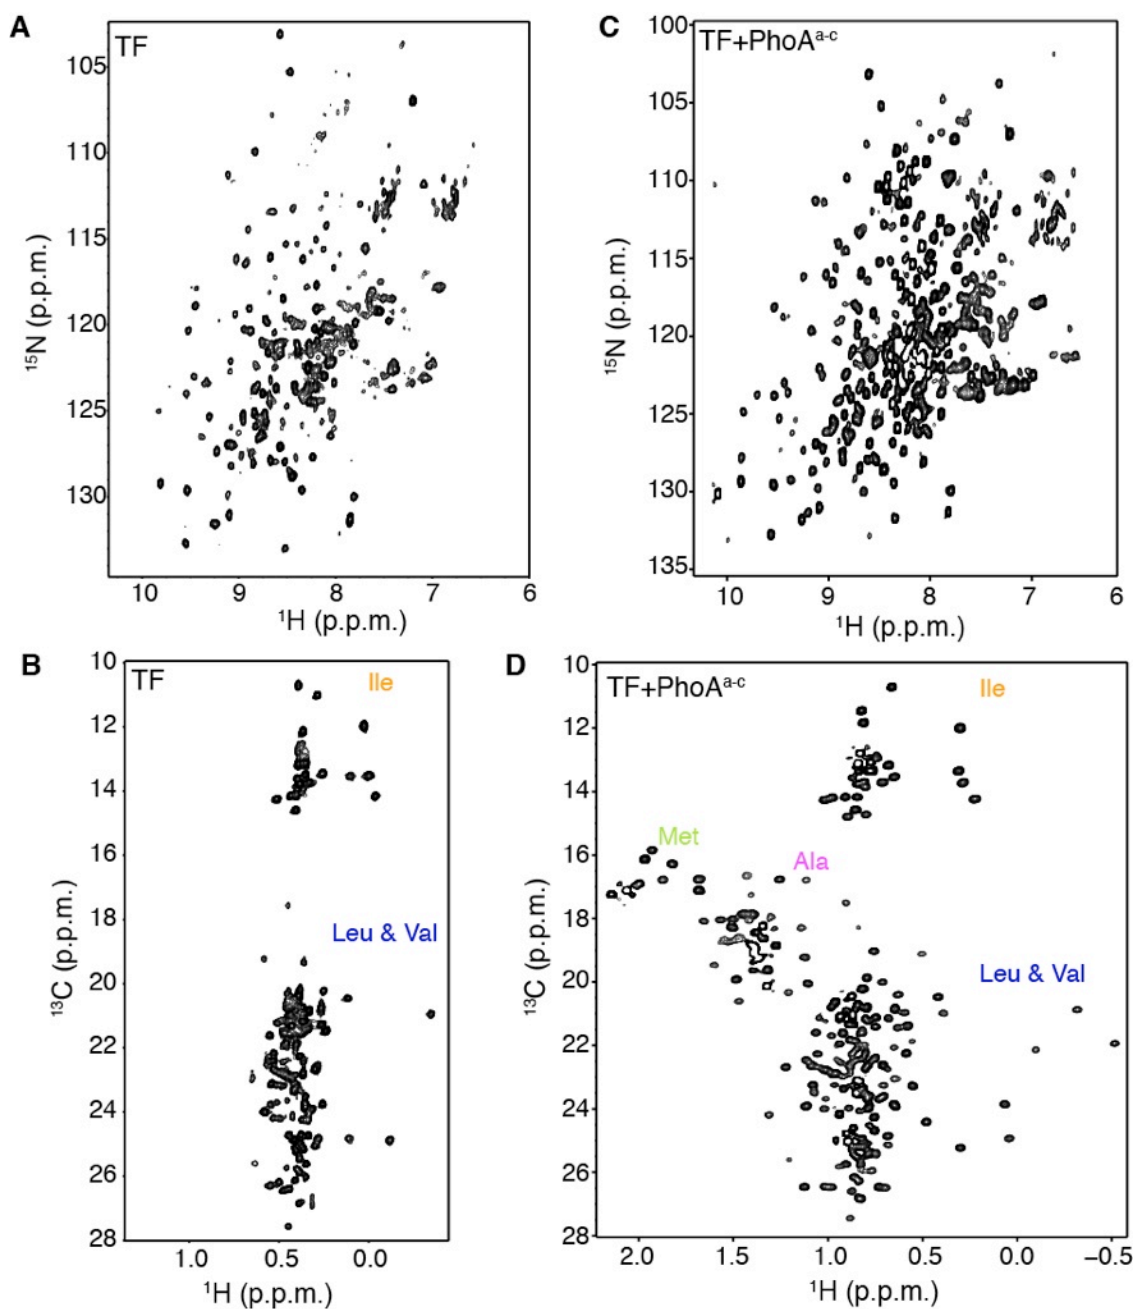 A
TF
105
110
115
120
125
130
¹⁵N (p.p.m.)
10
9
8
7
6
¹H (p.p.m.)
C
TF+PhoAᵃ⁻ᶜ
100
105
110
115
120
125
130
135
¹⁵N (p.p.m.)
10
9
8
7
6
¹H (p.p.m.)
B
TF
Ile
Leu & Val
10
12
14
16
18
20
22
24
26
28
¹³C (p.p.m.)
1.0
0.5
0.0
¹H (p.p.m.)
D
TF+PhoAᵃ⁻ᶜ
Ile
Met
Ala
Leu & Val
10
12
14
16
18
20
22
24
26
28
¹³C (p.p.m.)
2.0
1.5
1.0
0.5
0.0
−0.5
¹H (p.p.m.)